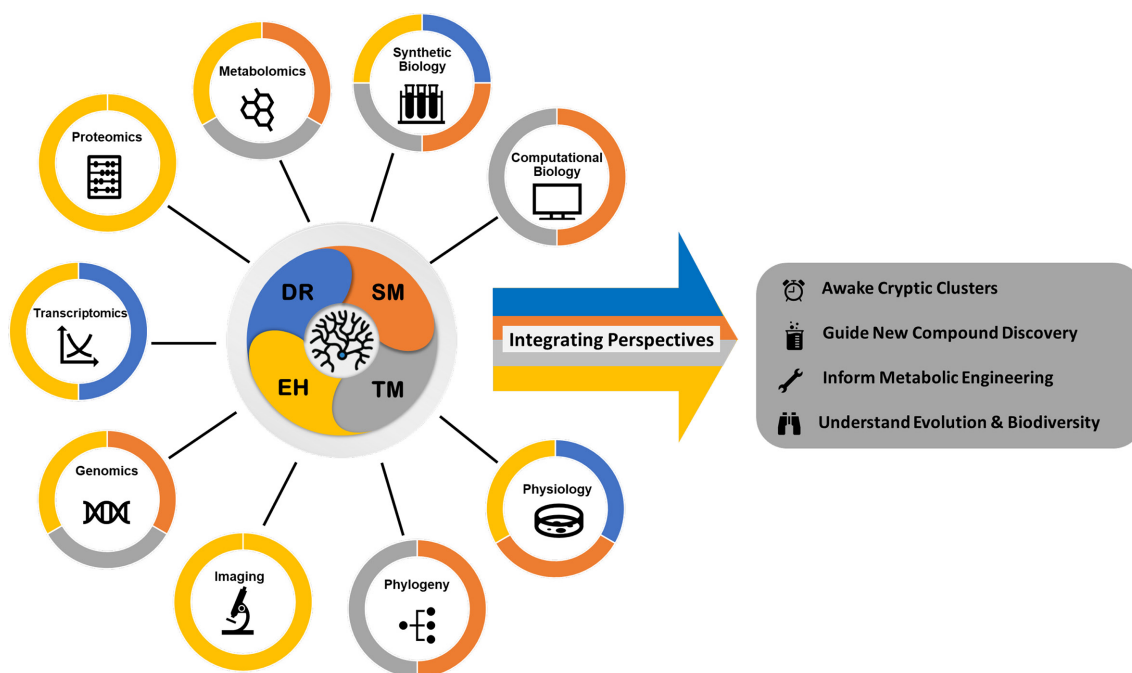 Synthetic
Biology
Metabolomics
Proteomics
Computational
Biology
DR
SM
Transcriptomics
EH
TM
Integrating Perspectives
Awake Cryptic Clusters
Guide New Compound Discovery
Inform Metabolic Engineering
Understand Evolution & Biodiversity
Genomics
Physiology
Imaging
Phylogeny